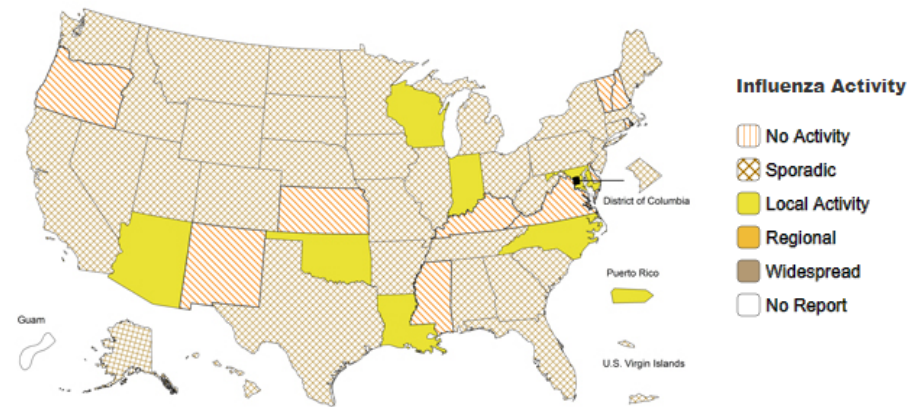 Influenza Activity
No Activity
Sporadic
District of Columbia
Local Activity
Regional
Puerto Rico
Widespread
No Report
Guam
U.S. Virgin Islands